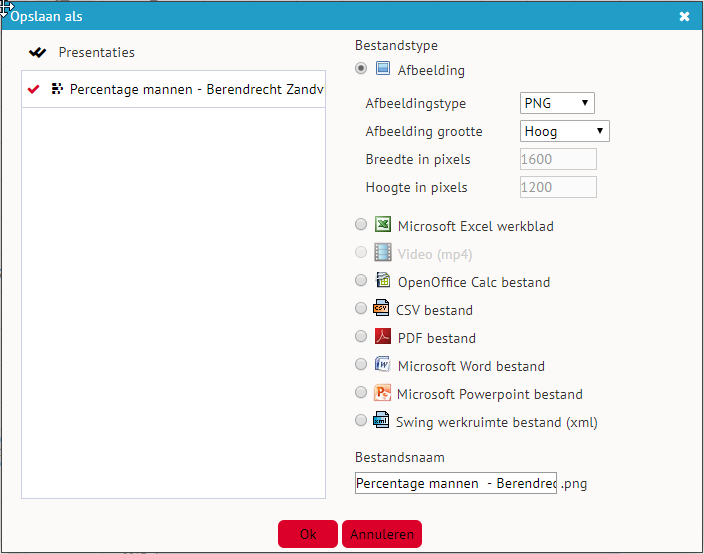 Opslaan als
Presentaties
Percentage mannen - Berendrecht Zandv
Bestandstype
Afbeelding
Afbeeldingstype PNG
Afbeelding grootte Hoog
Breedte in pixels 1600
Hoogte in pixels 1200
Microsoft Excel werkblad
Video (mp4)
OpenOffice Calc bestand
CSV bestand
PDF bestand
Microsoft Word bestand
Microsoft Powerpoint bestand
Swing werkruimte bestand (xml)
Bestandsnaam
Percentage mannen - Berendrec .png
Ok Annuleren